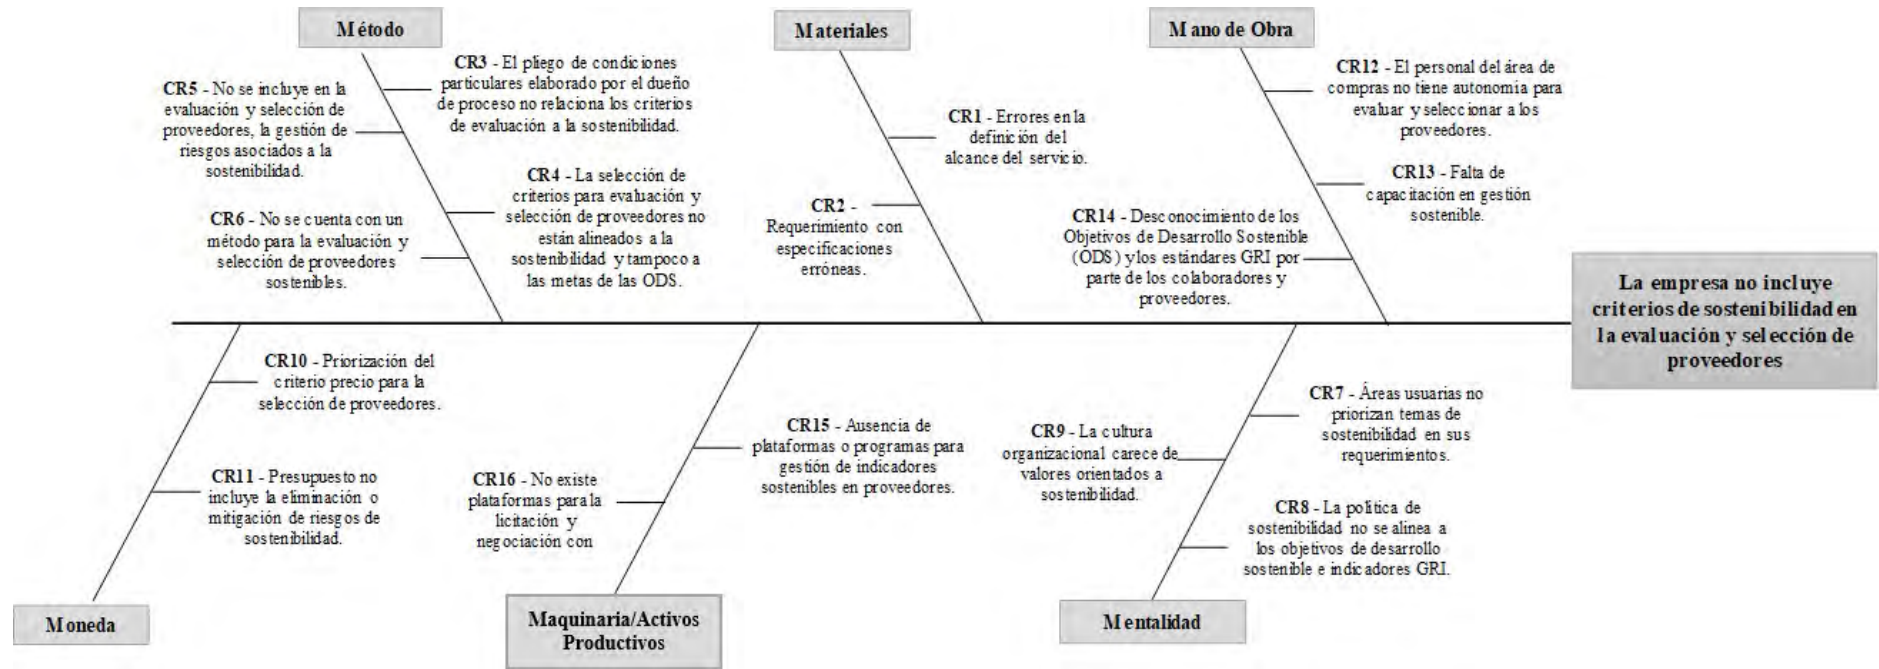 Método
CR3 - El pliego de condiciones
particulares elaborado por el dueño
de proceso no relaciona los criterios
de evaluación a la sostenibilidad.
CR5 - No se incluye en la
evaluación y selección de
proveedores, la gestión de
riesgos asociados a la
sostenibilidad.
CR4 - La selección de
criterios para evaluación y
selección de proveedores no
están alineados a la
sostenibilidad y tampoco a
las metas de las ODS.
CR6 - No se cuenta con un
método para la evaluación y
selección de proveedores
sostenibles.
Materiales
CR1 - Errores en la
definición del
alcance del servicio.
CR2 -
Requerimiento con
especificaciones
erróneas.
Mano de Obra
CR12 - El personal del área de
compras no tiene autonomía para
evaluar y seleccionar a los
proveedores.
CR13 - Falta de
capacitación en gestión
sostenible.
CR14 - Desconocimiento de los
Objetivos de Desarrollo Sostenible
(ODS) y los estándares GRI por
parte de los colaboradores y
proveedores.
La empresa no incluye
criterios de sostenibilidad en
la evaluación y selección de
proveedores
CR10 - Priorización del
criterio precio para la
selección de proveedores.
CR11 - Presupuesto no
incluye la eliminación o
mitigación de riesgos de
sostenibilidad.
Moneda
CR15 - Ausencia de
plataformas o programas para
gestión de indicadores
sostenibles en proveedores.
CR16 - No existe
plataformas para la
licitación y
negociación con
Maquinaria/Activos
Productivos
CR7 - Áreas usuarias no
priorizan temas de
sostenibilidad en sus
requerimientos.
CR9 - La cultura
organizacional carece de
valores orientados a
sostenibilidad.
CR8 - La política de
sostenibilidad no se alinea a
los objetivos de desarrollo
sostenible e indicadores GRI.
Mentalidad